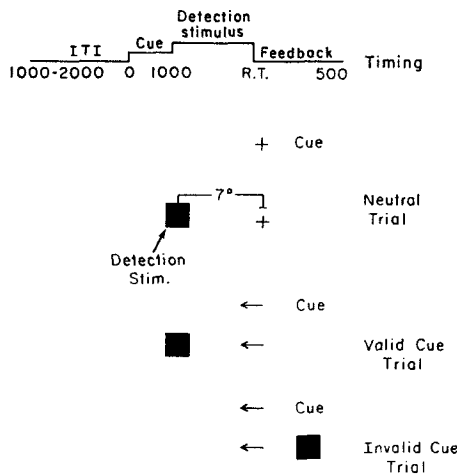 Detection
stimulus
ITI Cue Feedback
1000-2000 0 1000 R.T. 500 Timing
+ Cue
7°
+ Neutral
Trial
Detection
Stim.
← Cue
← Valid Cue
Trial
← Cue
← Invalid Cue
Trial